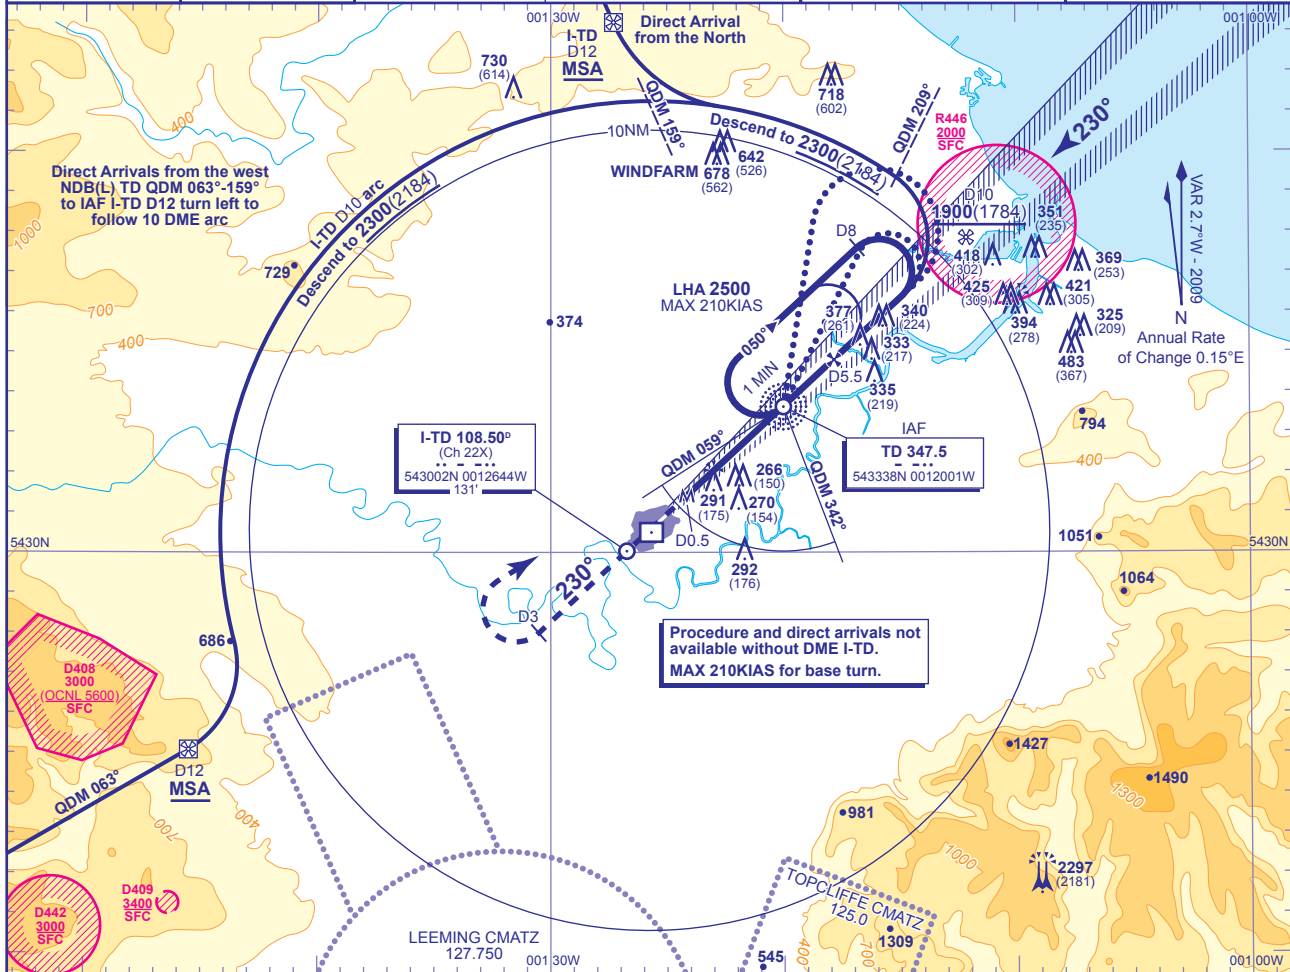 001.30W
001.00W
I-TD
D12
MSA
Direct Arrival
from the North
730
(614)
718
(602)
QDM 159°
QDM 209°
R446
2000
SFC
230°
400
10NM
Descend to 2300(2184)
642
(526)
WINDFARM 678
(562)
Direct Arrivals from the west
NDB(L) TD QDM 063°-159°
to IAF I-TD D12 turn left to
follow 10 DME arc
I-TD D10 arc
Descend to 2300(2184)
1000
D10
1900(1784)
351
(235)
VAR 2.7°W - 2009
D8
729
418
(302)
369
(253)
LHA 2500
MAX 210KIAS
425
(309)
421
(305)
700
374
377
(261)
340
(224)
394
(278)
325
(209)
N
Annual Rate
of Change 0.15°E
400
050°
333
(217)
483
(367)
1 MIN
D5.5
335
(219)
794
I-TD 108.50D
(Ch 22X)
·· – –··
543002N 0012644W
131'
QDM 059°
IAF
TD 347.5
– –··
543338N 0012001W
400
266
(150)
QDM 342°
291
(175)
270
(154)
5430N
D0.5
1051
5430N
292
(176)
230°
1064
D3
686
Procedure and direct arrivals not
available without DME I-TD.
MAX 210KIAS for base turn.
D408
3000
(OCNL 5600)
SFC
1427
D12
MSA
QDM 063°
1490
1300
700
400
981
1000
2297
(2181)
D409
3400
SFC
D442
3000
SFC
TOPCLIFFE CMATZ
125.0
LEEMING CMATZ
127.750
1309
400
700
545
001.30W
001.00W